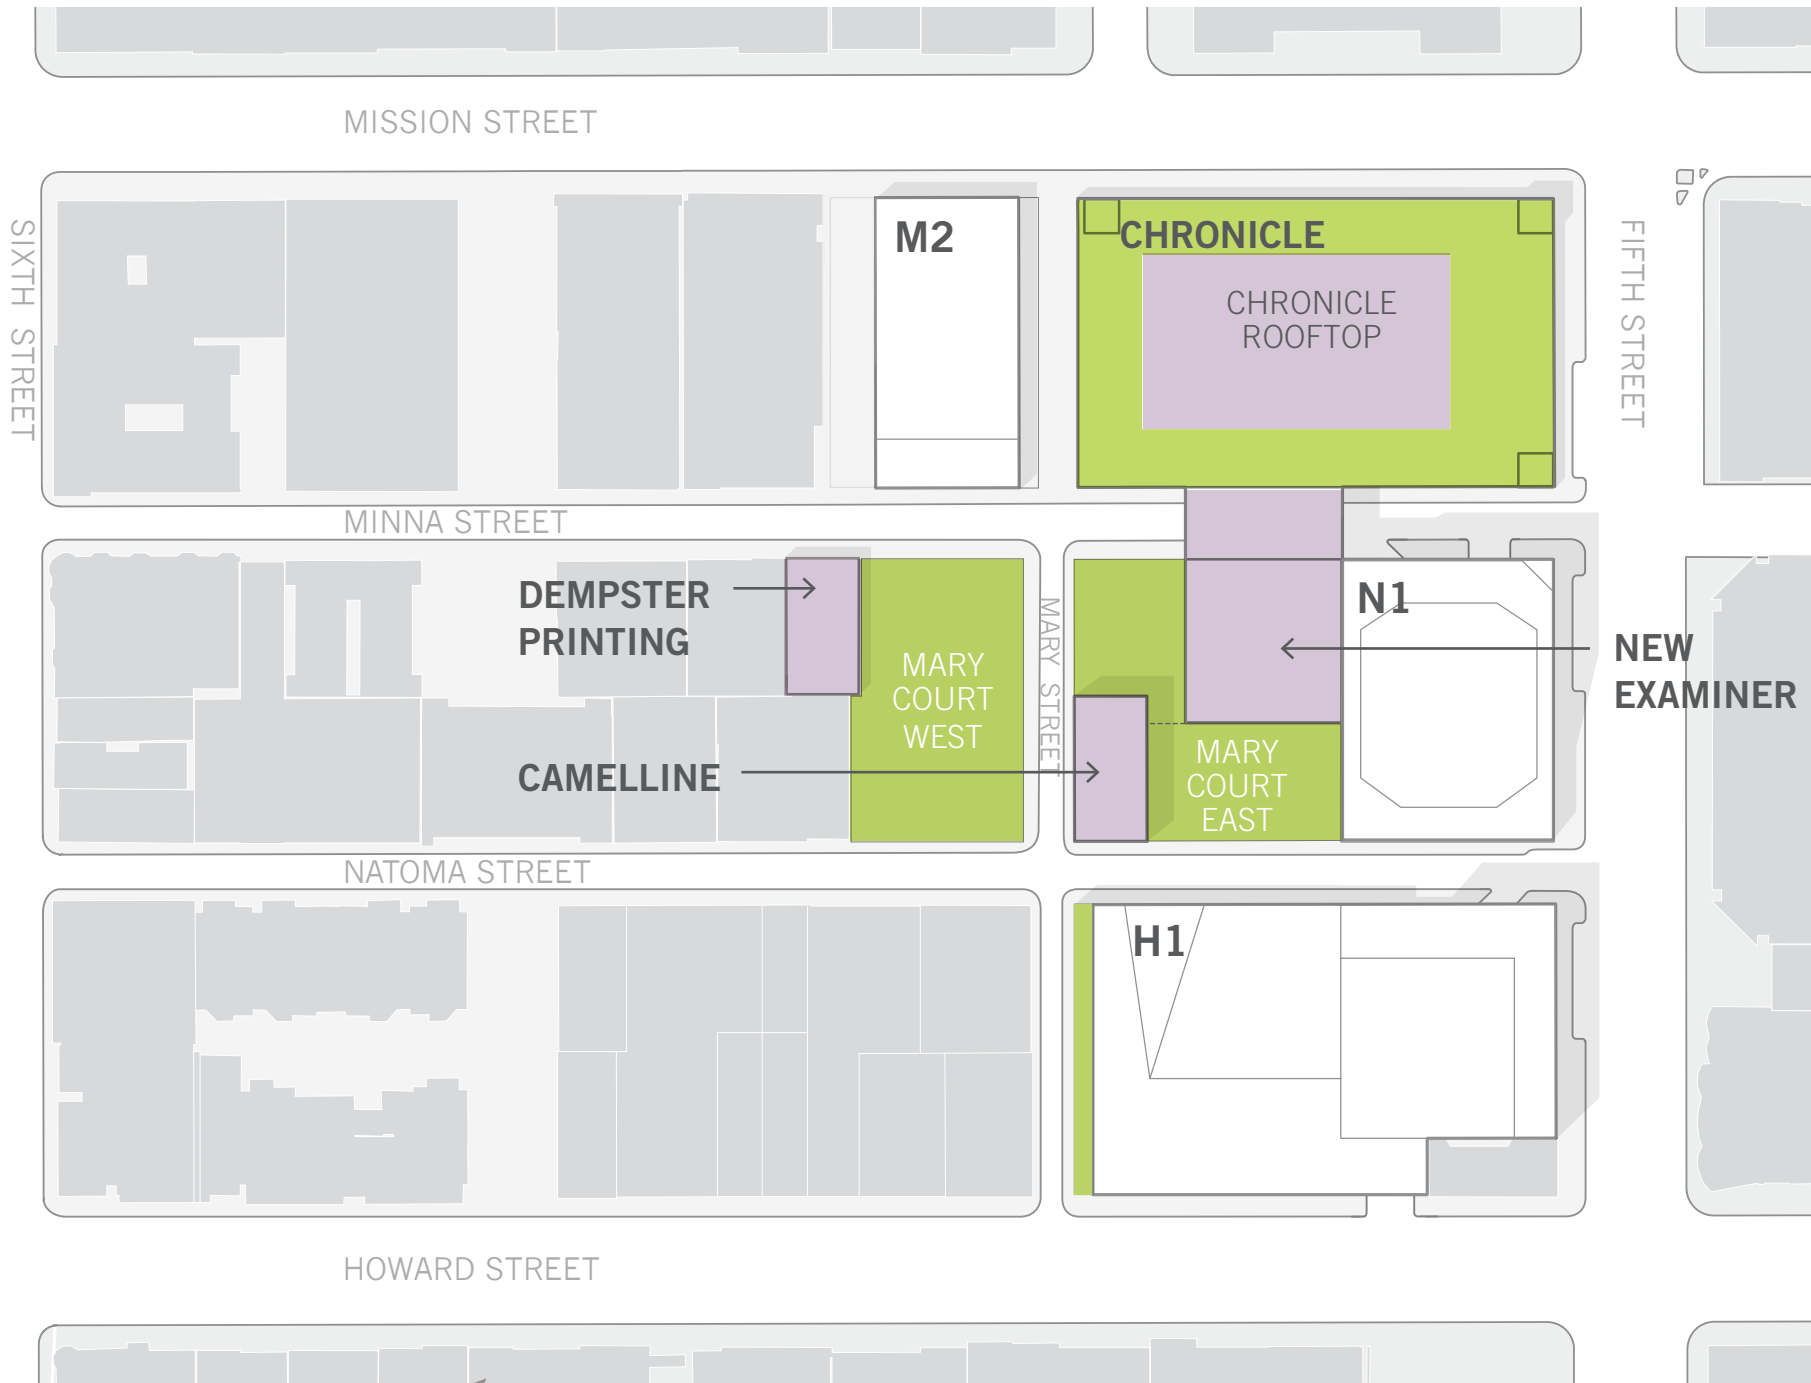 MISSION STREET
SIXTH STREET
M2
CHRONICLE
CHRONICLE
ROOFTOP
FIFTH STREET
MINNA STREET
DEMPSTER
PRINTING
MARY
COURT
WEST
MARY STREET
N1
NEW
EXAMINER
CAMELLINE
MARY
COURT
EAST
NATOMA STREET
H1
HOWARD STREET